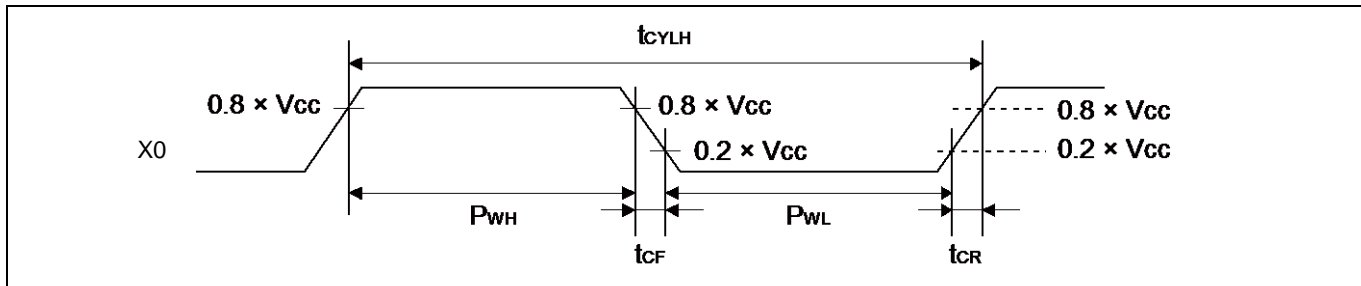 tCYLH
0.8 × Vcc
0.8 × Vcc
0.8 × Vcc
X0
0.2 × Vcc
0.2 × Vcc
PWH
PWL
tCF
tCR